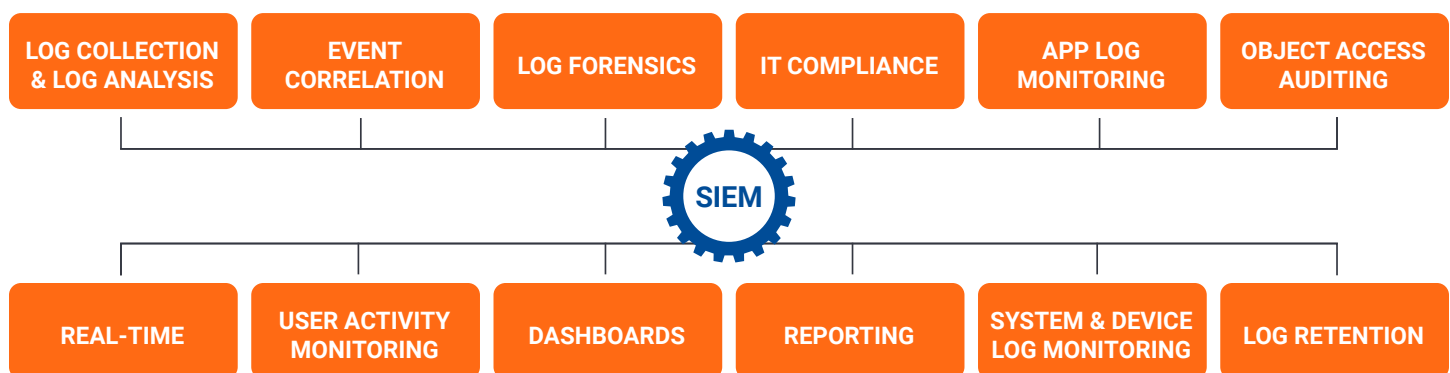 LOG COLLECTION
& LOG ANALYSIS
EVENT
CORRELATION
LOG FORENSICS
IT COMPLIANCE
APP LOG
MONITORING
OBJECT ACCESS
AUDITING
SIEM
REAL-TIME
USER ACTIVITY
MONITORING
DASHBOARDS
REPORTING
SYSTEM & DEVICE
LOG MONITORING
LOG RETENTION